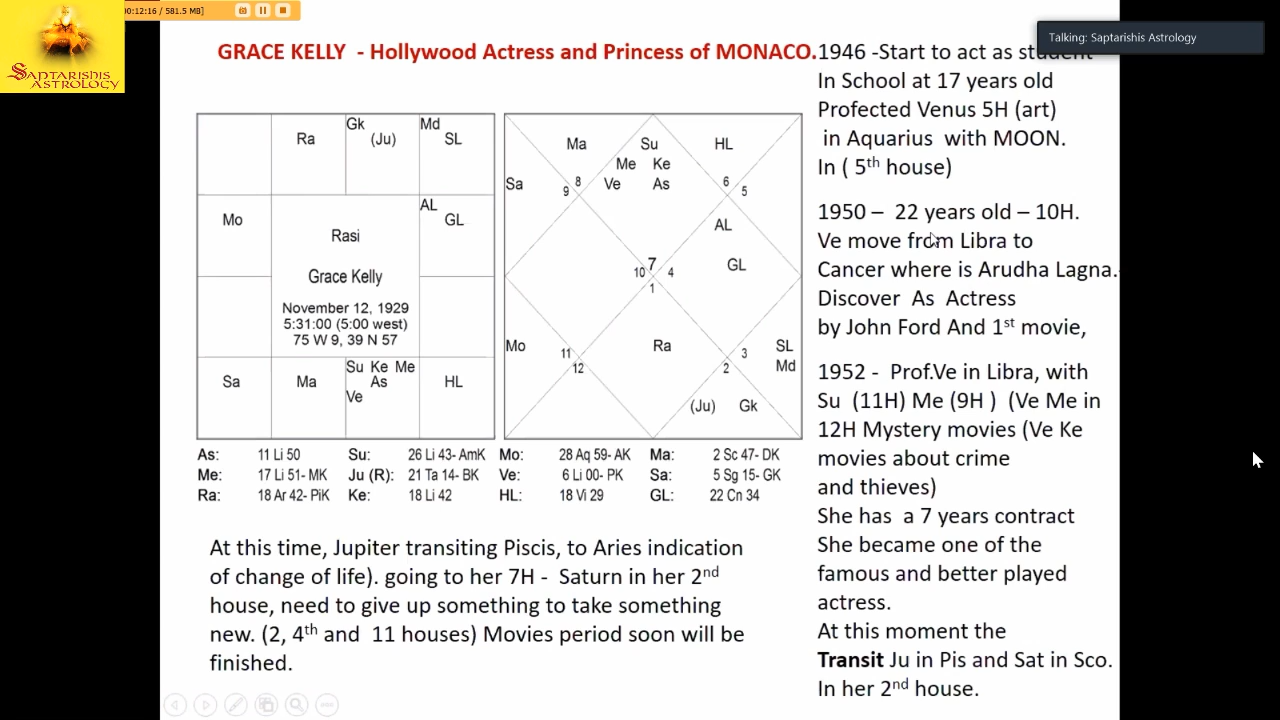 00:12:16 / 581.5 MB]
SAPTARISHIS
ASTROLOGY
Talking: Saptarishis Astrology
GRACE KELLY - Hollywood Actress and Princess of MONACO.
Ra
Gk
(Ju)
Md
SL
Mo
AL
GL
Rasi
Grace Kelly
November 12, 1929
5:31:00 (5:00 west)
75 W 9, 39 N 57
Sa
Ma
Su Ke Me
As
Ve
HL
Ma
Su
HL
Me Ke
Sa
9
8
Ve As
6
5
AL
GL
10
7
4
1
Mo
11
12
Ra
3
2
SL
Md
(Ju) Gk
As: 11 Li 50 Su: 26 Li 43- AmK Mo: 28 Aq 59- AK Ma: 2 Sc 47- DK
Me: 17 Li 51- MK Ju (R): 21 Ta 14- BK Ve: 6 Li 00- PK Sa: 5 Sg 15- GK
Ra: 18 Ar 42- PiK Ke: 18 Li 42 HL: 18 Vi 29 GL: 22 Cn 34
At this time, Jupiter transiting Piscis, to Aries indication
of change of life). going to her 7H - Saturn in her 2nd
house, need to give up something to take something
new. (2, 4th and 11 houses) Movies period soon will be
finished.
1946 -Start to act as student
In School at 17 years old
Profected Venus 5H (art)
in Aquarius with MOON.
In ( 5th house)
1950 – 22 years old – 10H.
Ve move from Libra to
Cancer where is Arudha Lagna.
Discover As Actress
by John Ford And 1st movie,
1952 - Prof.Ve in Libra, with
Su (11H) Me (9H ) (Ve Me in
12H Mystery movies (Ve Ke
movies about crime
and thieves)
She has a 7 years contract
She became one of the
famous and better played
actress.
At this moment the
Transit Ju in Pis and Sat in Sco.
In her 2nd house.